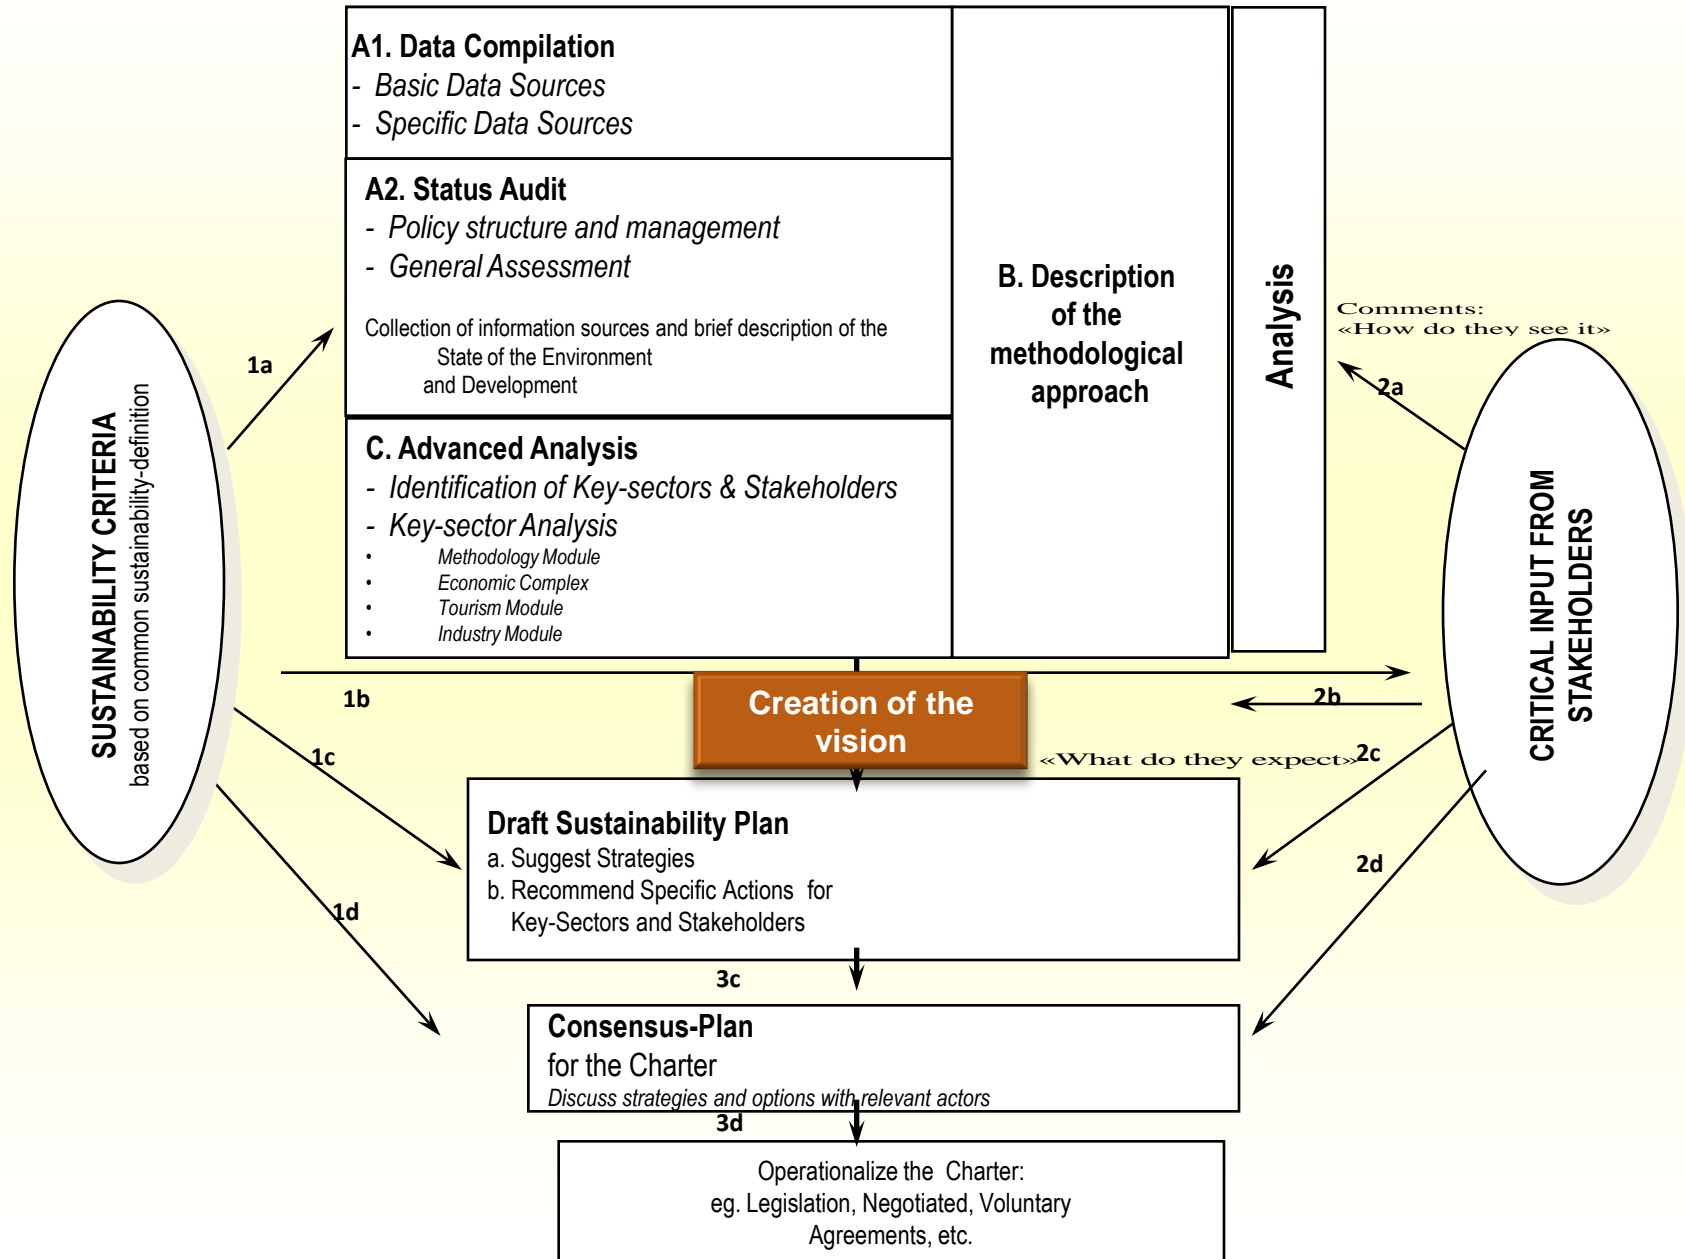 A1. Data Compilation
- Basic Data Sources
- Specific Data Sources
A2. Status Audit
- Policy structure and management
- General Assessment
Collection of information sources and brief description of the
State of the Environment
and Development
C. Advanced Analysis
- Identification of Key-sectors & Stakeholders
- Key-sector Analysis
• Methodology Module
• Economic Complex
• Tourism Module
• Industry Module
B. Description
of the
methodological
approach
Analysis
Comments:
«How do they see it»
SUSTAINABILITY CRITERIA
based on common sustainability-definition
CRITICAL INPUT FROM
STAKEHOLDERS
1a
2a
1b
2b
Creation of the
vision
1c
«What do they expect»
2c
Draft Sustainability Plan
a. Suggest Strategies
b. Recommend Specific Actions for
Key-Sectors and Stakeholders
1d
2d
3c
Consensus-Plan
for the Charter
Discuss strategies and options with relevant actors
3d
Operationalize the Charter:
eg. Legislation, Negotiated, Voluntary
Agreements, etc.